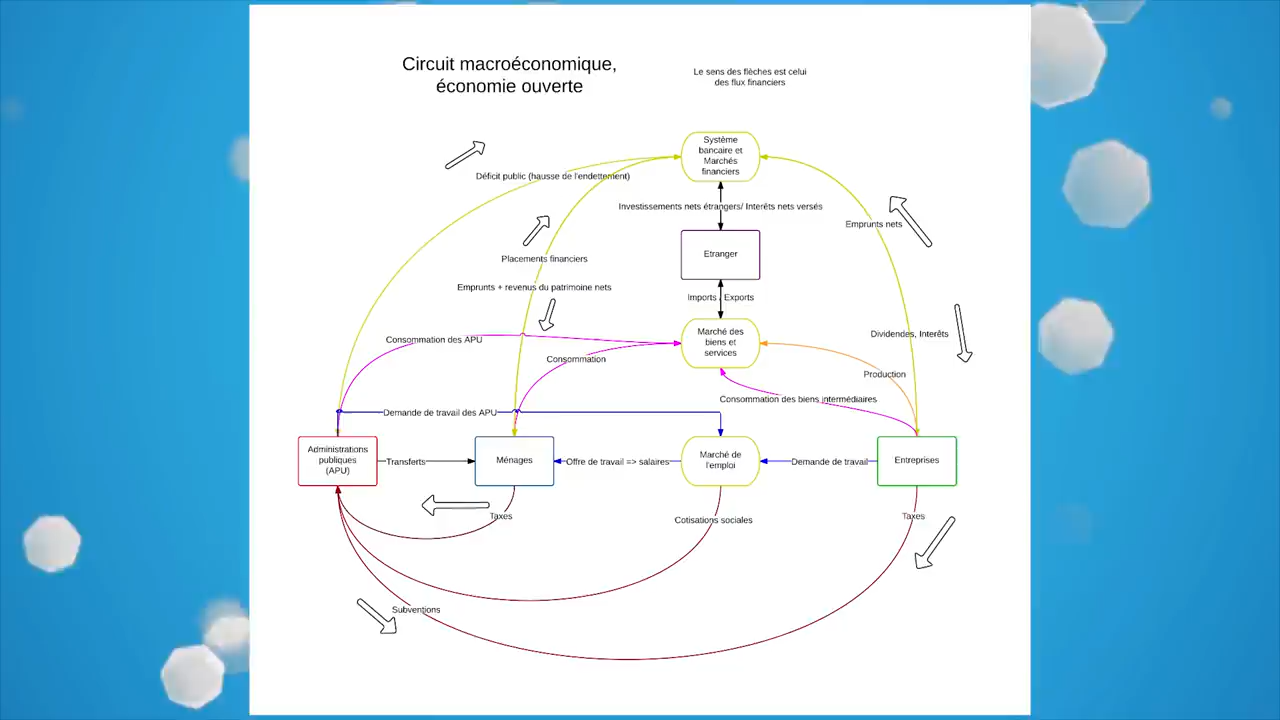 Circuit macroéconomique,
économie ouverte
Le sens des flèches est celui
des flux financiers
Système
bancaire et
Marchés
financiers
Déficit public (hausse de l'endettement)
Investissements nets étrangers/ Interêts nets versés
Emprunts nets
Etranger
Placements financiers
Emprunts + revenus du patrimoine nets
Imports / Exports
Marché des
biens et
services
Dividendes, Interêts
Consommation des APU
Consommation
Production
Consommation des biens intermédiaires
Demande de travail des APU
Administrations
publiques
(APU)
Transferts
Ménages
Offre de travail => salaires
Marché de
l'emploi
Demande de travail
Entreprises
Taxes
Cotisations sociales
Taxes
Subventions